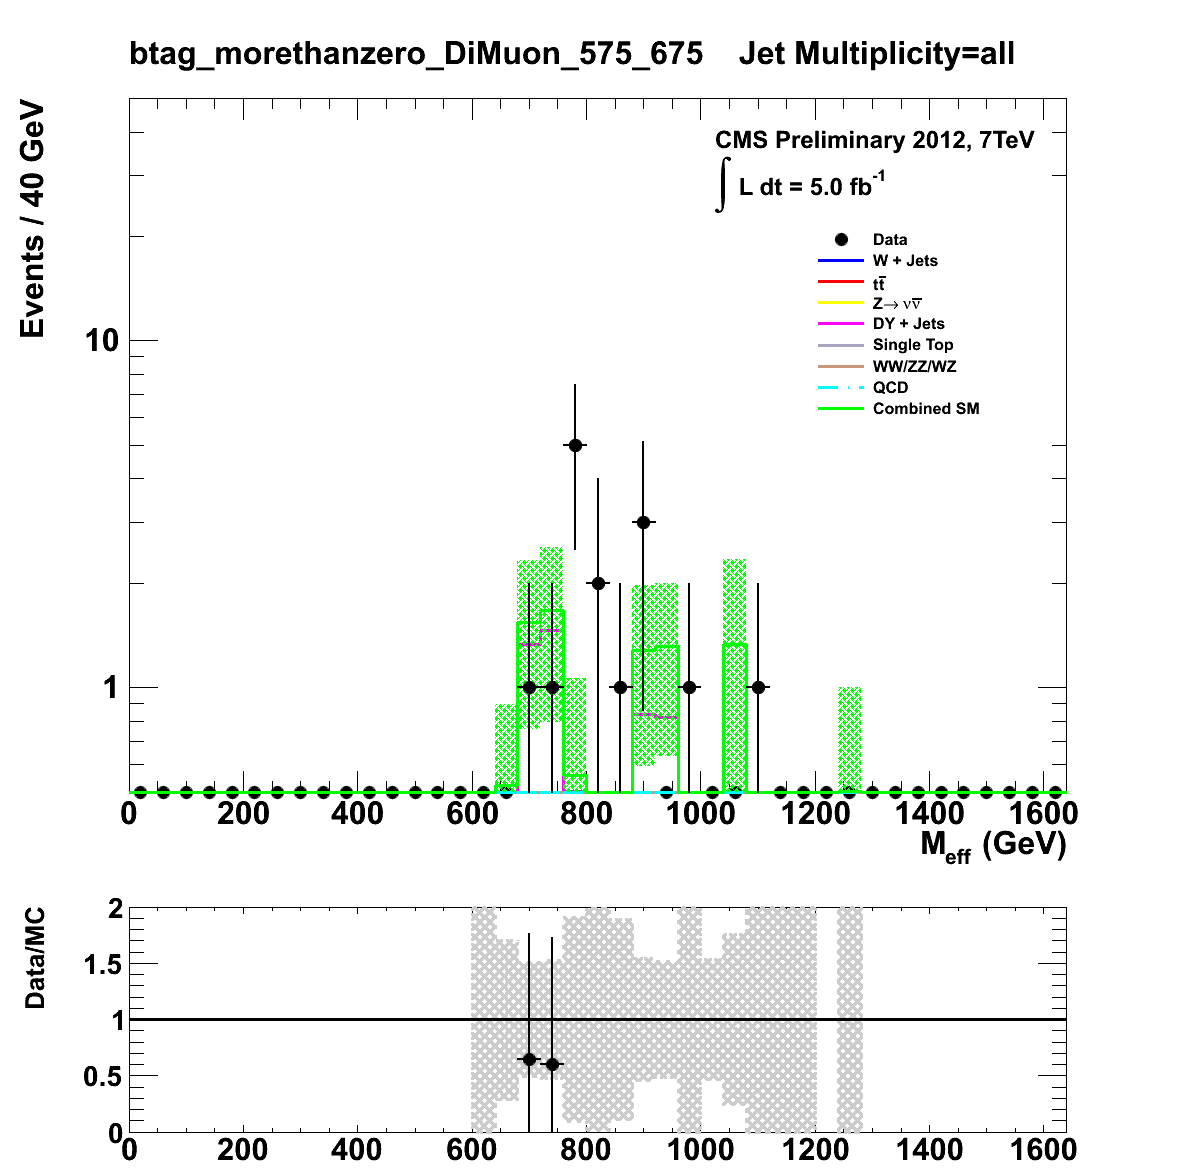 btag_morethanzero_DiMuon_575_675 Jet Multiplicity=all
Events / 40 GeV
CMS Preliminary 2012, 7TeV
∫ L dt = 5.0 fb⁻¹
Data
W + Jets
tt̅
Z→ νν̅
DY + Jets
Single Top
WW/ZZ/WZ
QCD
Combined SM
10
1
0 200 400 600 800 1000 1200 1400 1600
M_eff (GeV)
Data/MC
2
1.5
1
0.5
0
0 200 400 600 800 1000 1200 1400 1600